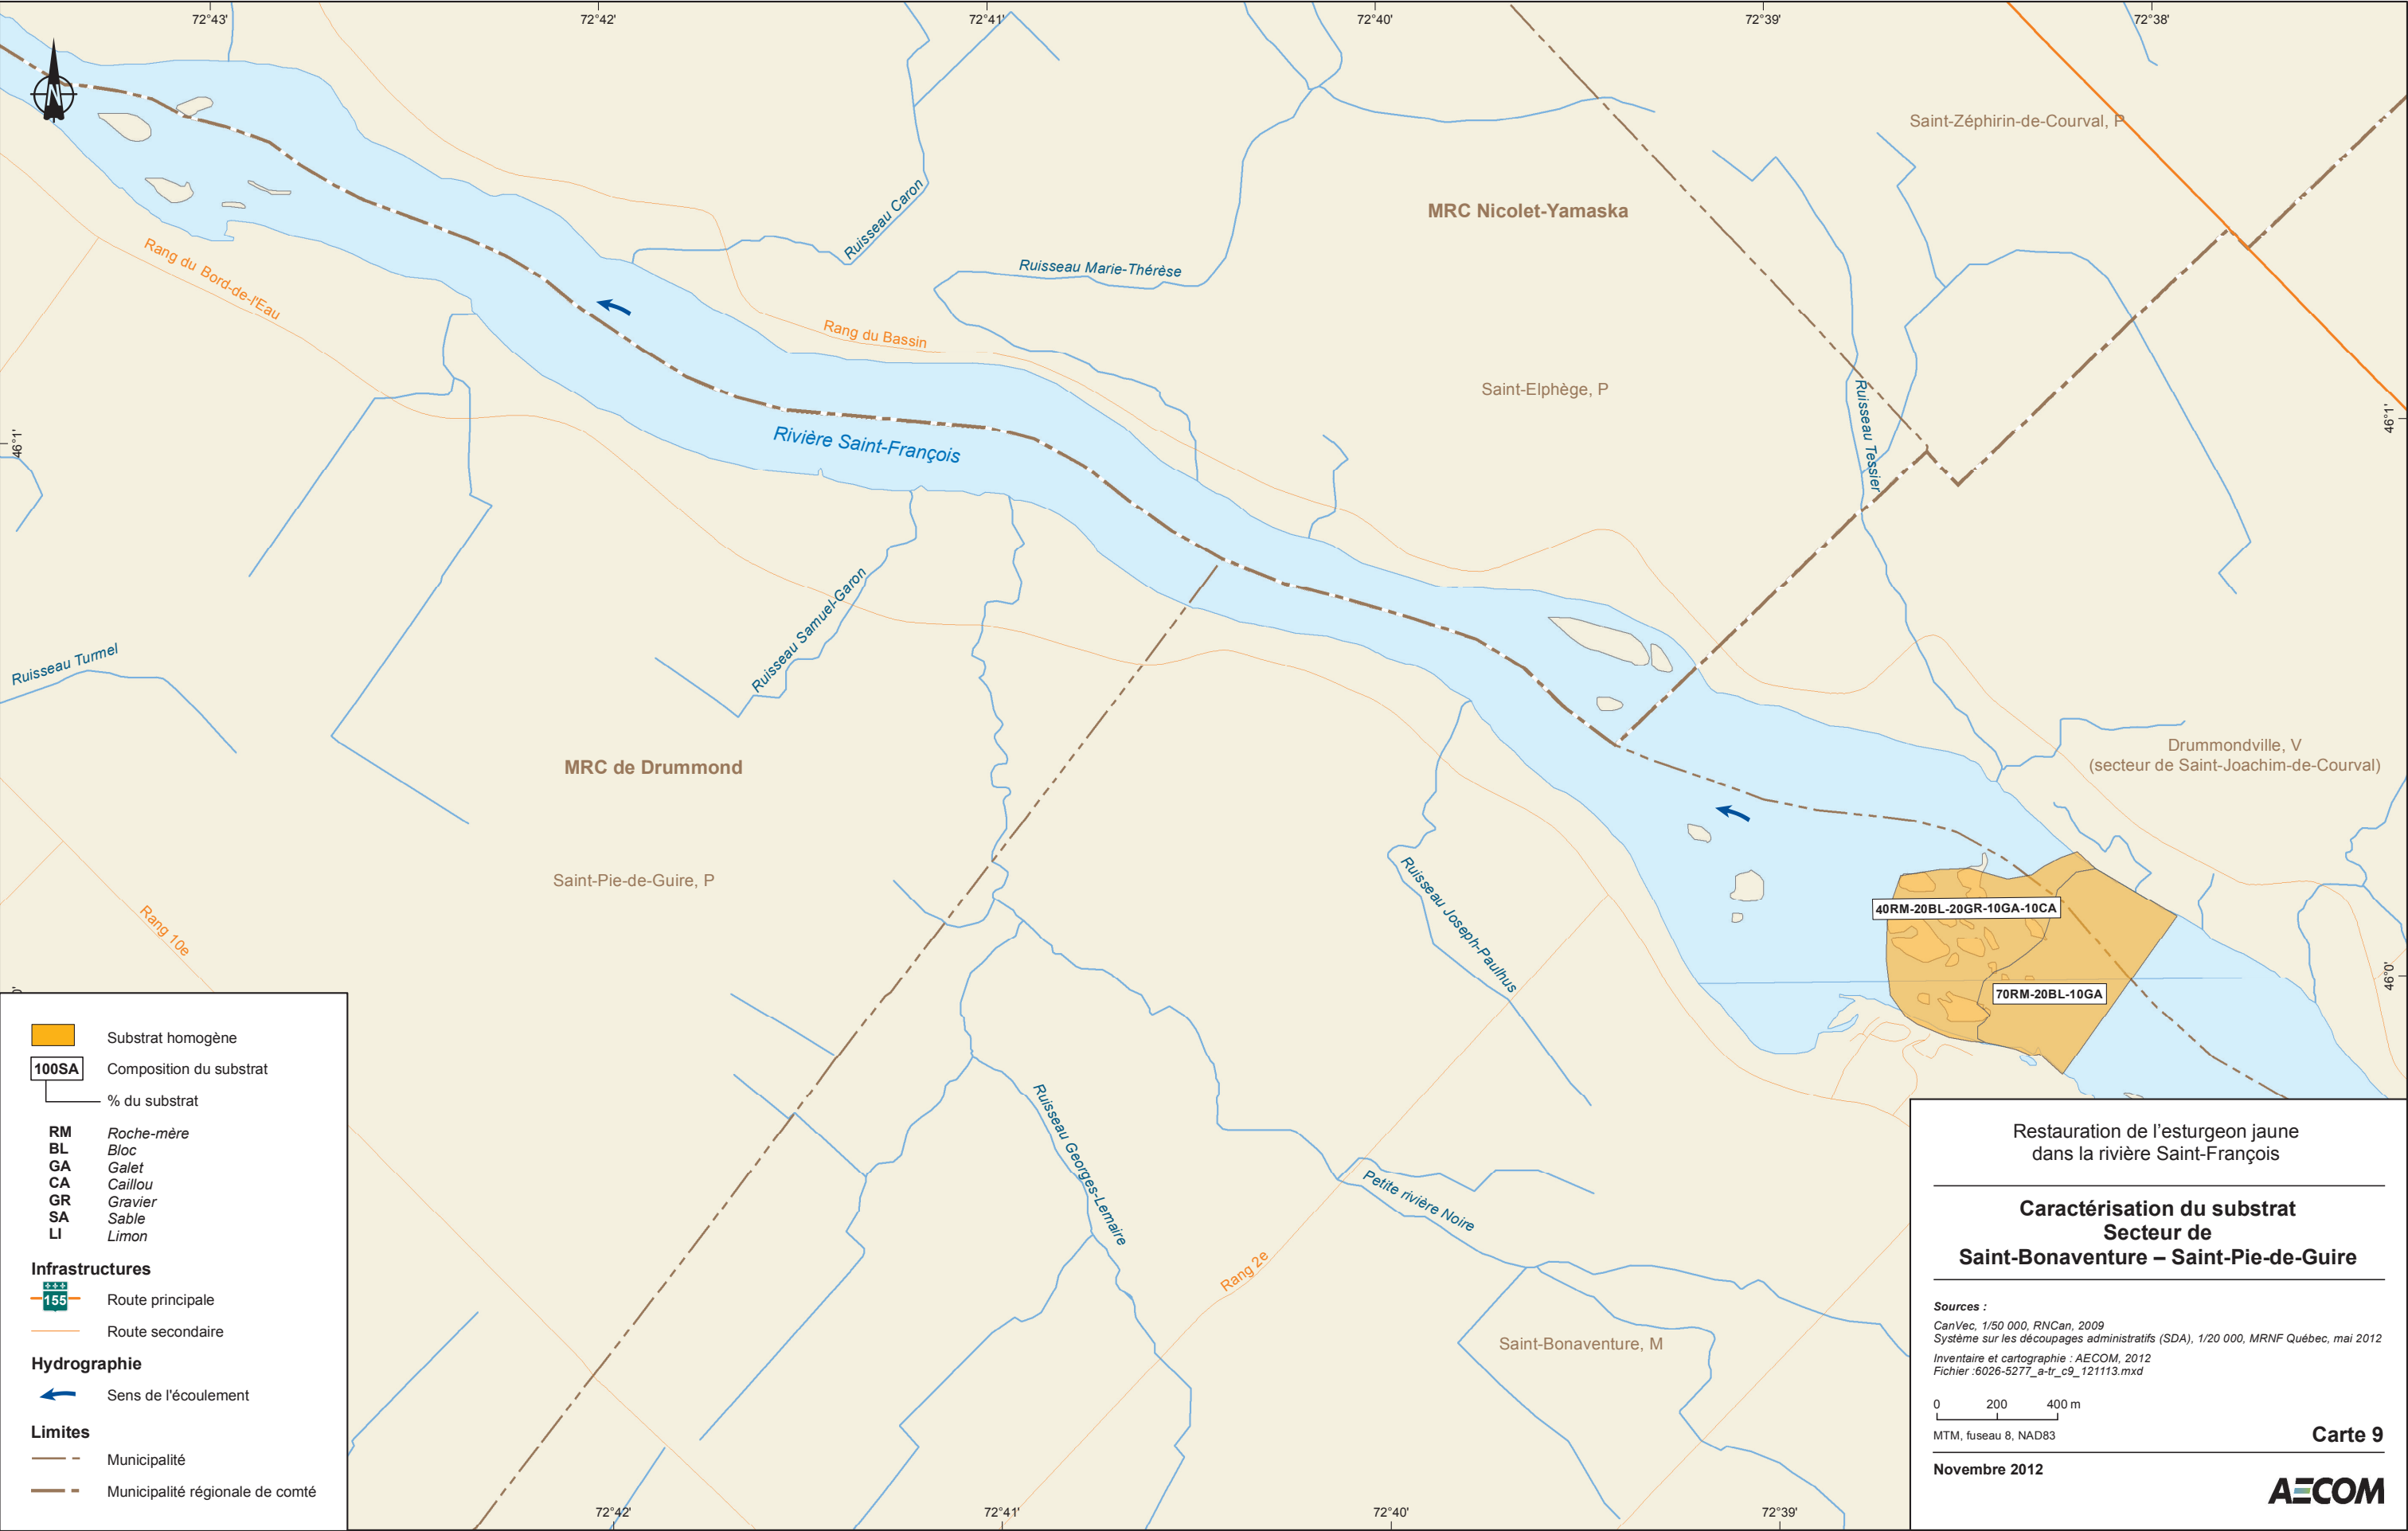 72°43'
72°42'
72°41'
72°40'
72°39'
72°38'
N
Saint-Zéphirin-de-Courval, P
MRC Nicolet-Yamaska
Ruisseau Caron
Ruisseau Marie-Thérèse
Rang du Bord-de-l'Eau
Rang du Bassin
Saint-Elphège, P
Ruisseau Tessier
46°1'
46°1'
Rivière Saint-François
Ruisseau Samuel-Garon
Ruisseau Turmel
MRC de Drummond
Drummondville, V
(secteur de Saint-Joachim-de-Courval)
Saint-Pie-de-Guire, P
Ruisseau Joseph-Paulhus
Rang 10e
40RM-20BL-20GR-10GA-10CA
70RM-20BL-10GA
46°0'
Ruisseau Georges-Lemaire
Petite rivière Noire
Rang 2e
Saint-Bonaventure, M
Substrat homogène
100SA Composition du substrat
% du substrat
RM Roche-mère
BL Bloc
GA Galet
CA Caillou
GR Gravier
SA Sable
LI Limon
Infrastructures
155 Route principale
Route secondaire
Hydrographie
Sens de l'écoulement
Limites
Municipalité
Municipalité régionale de comté
72°42'
72°41'
72°40'
72°39'
Restauration de l'esturgeon jaune
dans la rivière Saint-François
Caractérisation du substrat
Secteur de
Saint-Bonaventure – Saint-Pie-de-Guire
Sources :
CanVec, 1/50 000, RNCan, 2009
Système sur les découpages administratifs (SDA), 1/20 000, MRNF Québec, mai 2012
Inventaire et cartographie : AECOM, 2012
Fichier :6026-5277_a-tr_c9_121113.mxd
0 200 400 m
MTM, fuseau 8, NAD83
Carte 9
Novembre 2012
AECOM